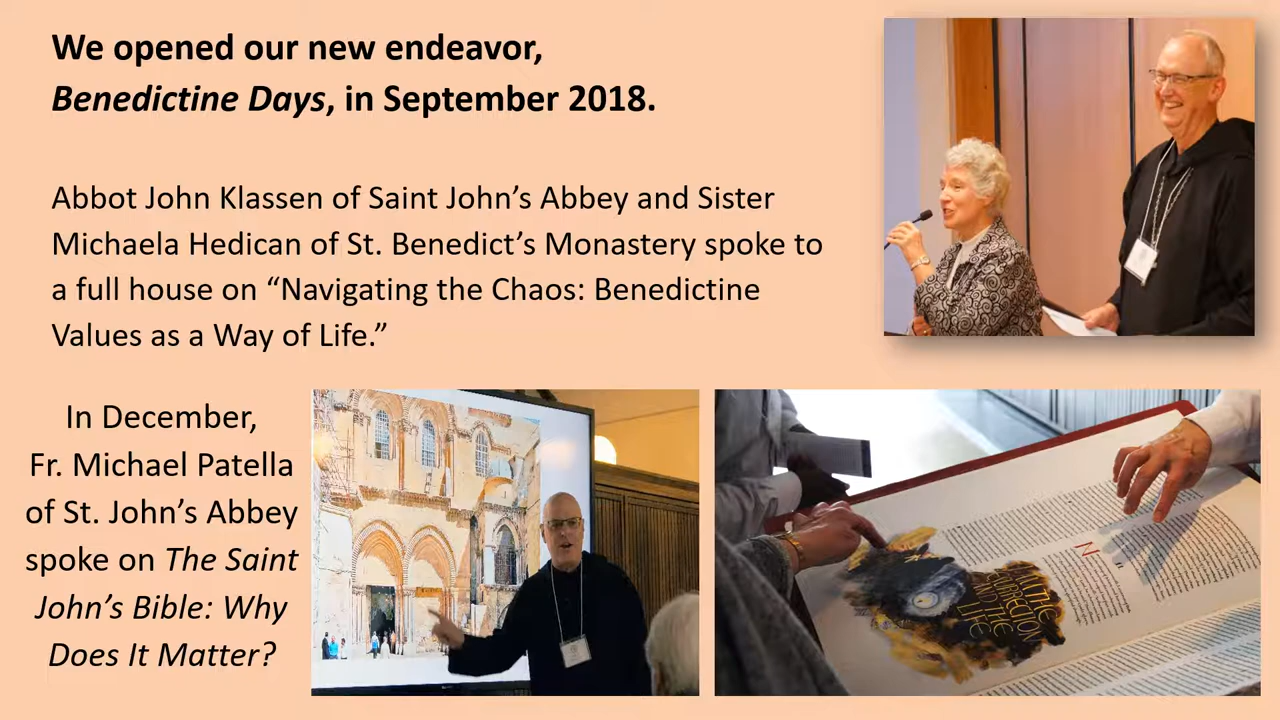 We opened our new endeavor,
Benedictine Days, in September 2018.
Abbot John Klassen of Saint John’s Abbey and Sister
Michaela Hedican of St. Benedict’s Monastery spoke to
a full house on “Navigating the Chaos: Benedictine
Values as a Way of Life.”
In December,
Fr. Michael Patella
of St. John’s Abbey
spoke on The Saint
John’s Bible: Why
Does It Matter?
I AM THE
RESURRECTION
AND THE
LIFE